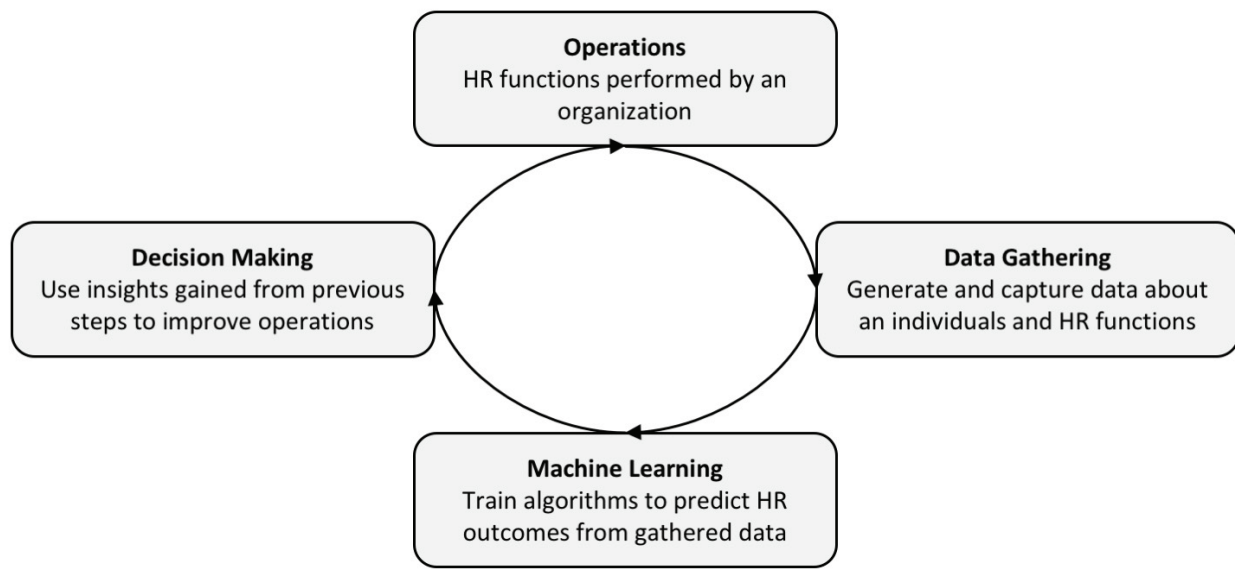 Operations
HR functions performed by an
organization
Decision Making
Use insights gained from previous
steps to improve operations
Data Gathering
Generate and capture data about
an individuals and HR functions
Machine Learning
Train algorithms to predict HR
outcomes from gathered data